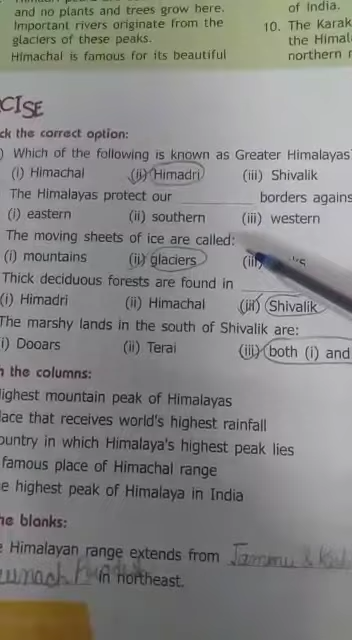 and no plants and trees grow here.
Important rivers originate from the
glaciers of these peaks.
Himachal is famous for its beautiful
of India.
10. The Karak
the Himal
northern r
CISE
ck the correct option:
) Which of the following is known as Greater Himalayas?
(i) Himachal (ii) Himadri (iii) Shivalik
The Himalayas protect our ________ borders agains
(i) eastern (ii) southern (iii) western
The moving sheets of ice are called:
(i) mountains (ii) glaciers (iii)
Thick deciduous forests are found in ________
(i) Himadri (ii) Himachal (iii) Shivalik
The marshy lands in the south of Shivalik are:
i) Dooars (ii) Terai (iii) both (i) and
h the columns:
ighest mountain peak of Himalayas
lace that receives world's highest rainfall
ountry in which Himalaya's highest peak lies
famous place of Himachal range
e highest peak of Himalaya in India
he blanks:
e Himalayan range extends from Jammu &
in northeast.